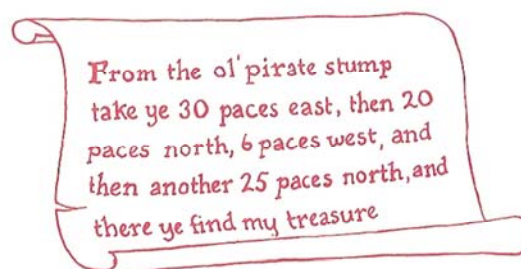 From the ol' pirate stump
take ye 30 paces east, then 20
paces north, 6 paces west, and
then another 25 paces north, and
there ye find my treasure